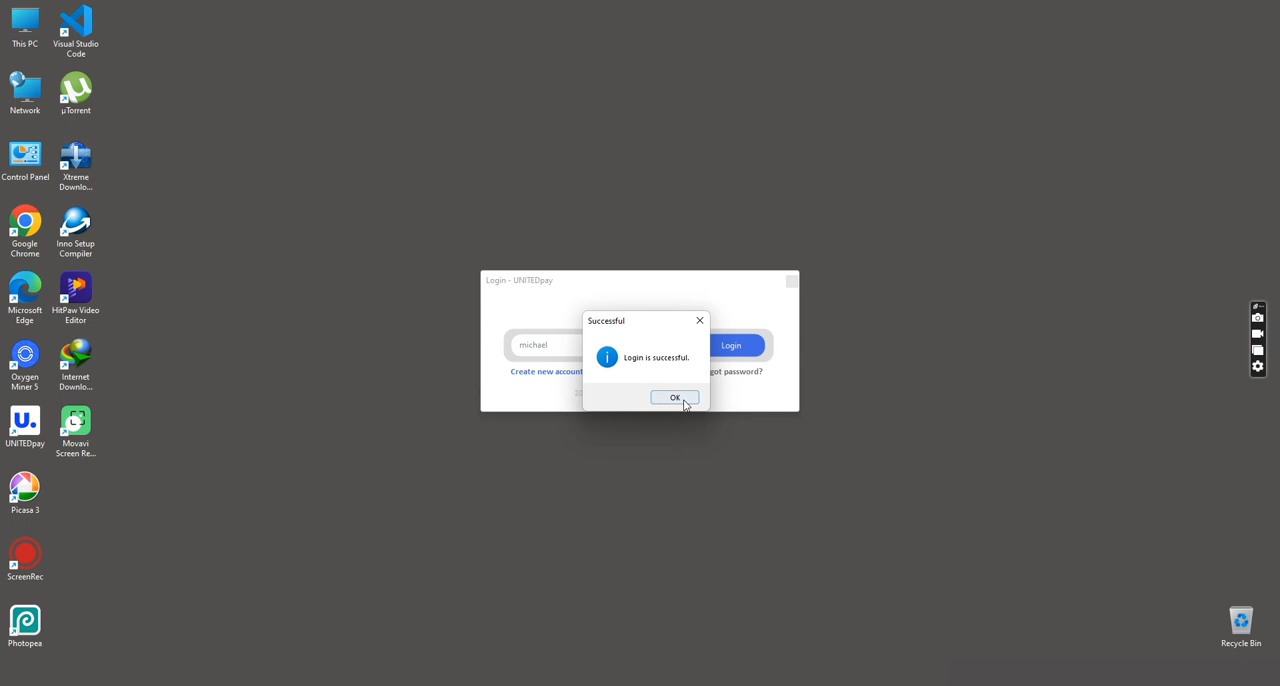 This PC
Visual Studio
Code
Network
µTorrent
Control Panel
Xtreme
Downlo...
Google
Chrome
Inno Setup
Compiler
Microsoft
Edge
HitPaw Video
Editor
Oxygen
Miner 5
Internet
Downlo...
UNITEDpay
Movavi
Screen Re...
Picasa 3
ScreenRec
Photopea
Login - UNITEDpay
Successful
michael
Login is successful.
Login
Create new account
got password?
20
OK
Recycle Bin